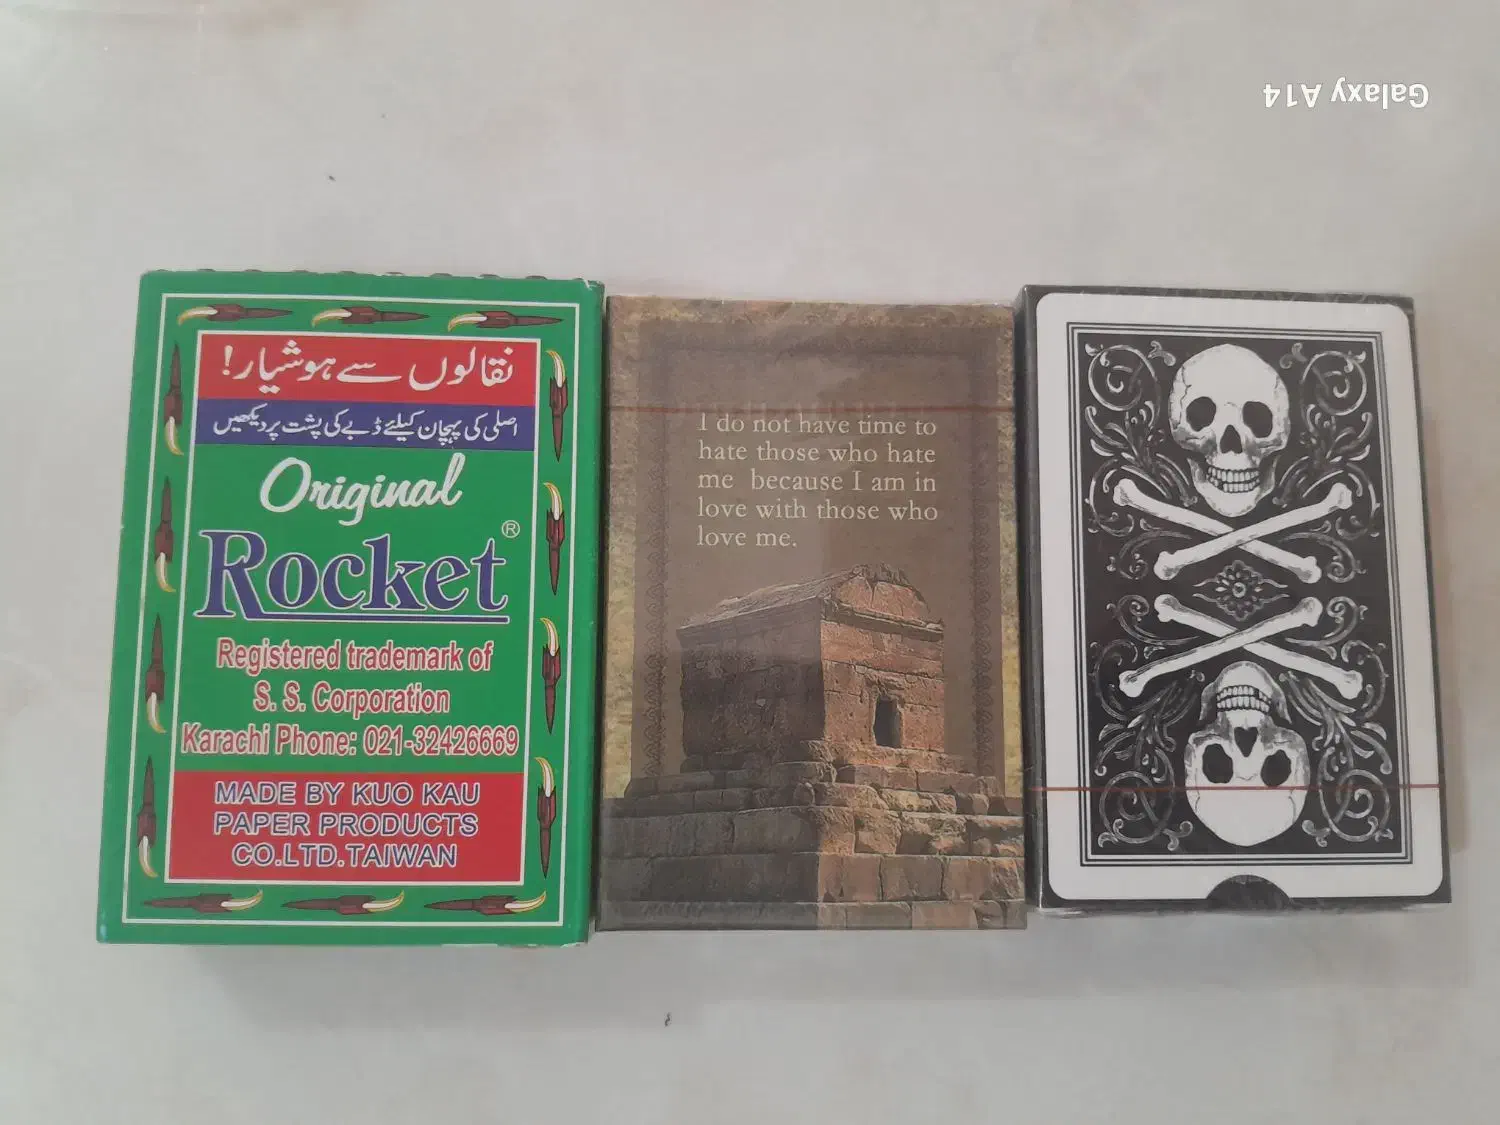 Galaxy A14
نقالوں سے ہوشیار!
اصلی کی پہچان کیلئے ڈبے کی پشت پر دیکھیں
Original
Rocket®
Registered trademark of
S. S. Corporation
Karachi Phone: 021-32426669
MADE BY KUO KAU
PAPER PRODUCTS
CO.LTD.TAIWAN
I do not have time to
hate those who hate
me because I am in
love with those who
love me.